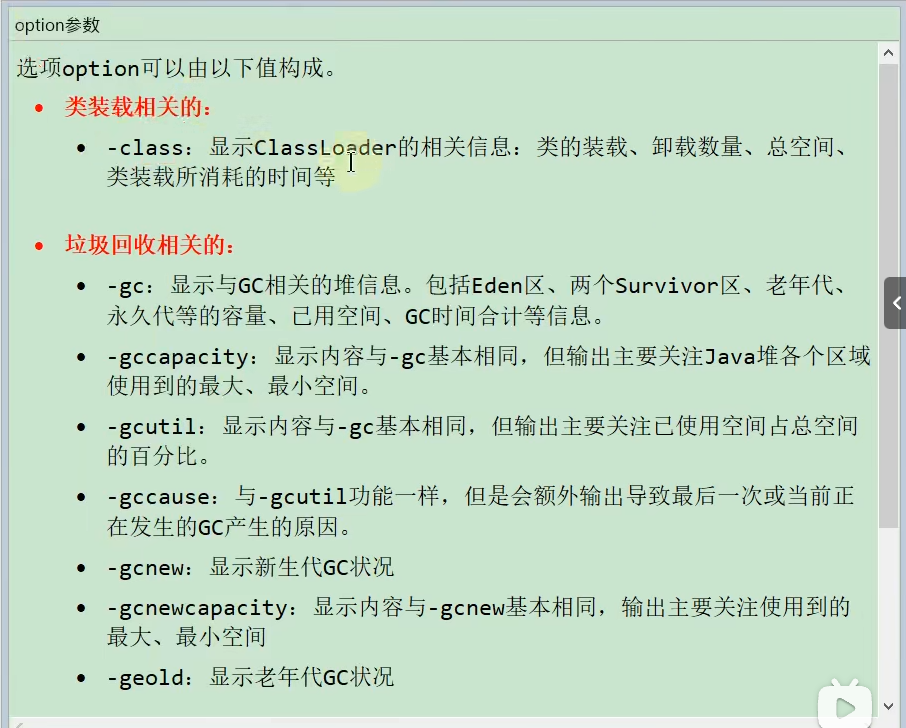 option参数
选项option可以由以下值构成。
• 类装载相关的：
• -class：显示ClassLoader的相关信息：类的装载、卸载数量、总空间、
类装载所消耗的时间等
• 垃圾回收相关的：
• -gc：显示与GC相关的堆信息。包括Eden区、两个Survivor区、老年代、
永久代等的容量、已用空间、GC时间合计等信息。
• -gccapacity：显示内容与-gc基本相同，但输出主要关注Java堆各个区域
使用到的最大、最小空间。
• -gcutil：显示内容与-gc基本相同，但输出主要关注已使用空间占总空间
的百分比。
• -gccause：与-gcutil功能一样，但是会额外输出导致最后一次或当前正
在发生的GC产生的原因。
• -gcnew：显示新生代GC状况
• -gcnewcapacity：显示内容与-gcnew基本相同，输出主要关注使用到的
最大、最小空间
• -geold：显示老年代GC状况